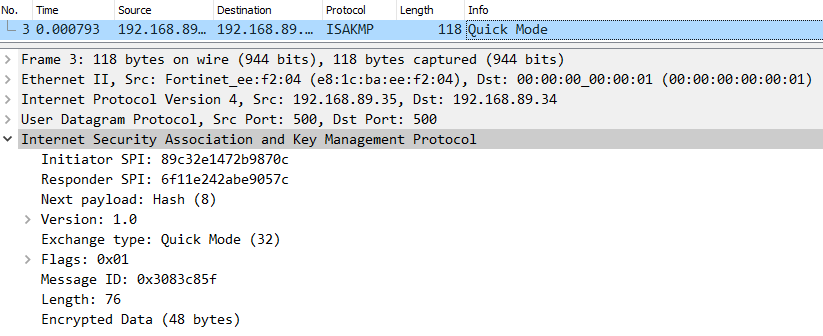 No. Time Source Destination Protocol Length Info
3 0.000793 192.168.89… 192.168.89.… ISAKMP 118 Quick Mode
Frame 3: 118 bytes on wire (944 bits), 118 bytes captured (944 bits)
Ethernet II, Src: Fortinet_ee:f2:04 (e8:1c:ba:ee:f2:04), Dst: 00:00:00_00:00:01 (00:00:00:00:00:01)
Internet Protocol Version 4, Src: 192.168.89.35, Dst: 192.168.89.34
User Datagram Protocol, Src Port: 500, Dst Port: 500
Internet Security Association and Key Management Protocol
Initiator SPI: 89c32e1472b9870c
Responder SPI: 6f11e242abe9057c
Next payload: Hash (8)
Version: 1.0
Exchange type: Quick Mode (32)
Flags: 0x01
Message ID: 0x3083c85f
Length: 76
Encrypted Data (48 bytes)